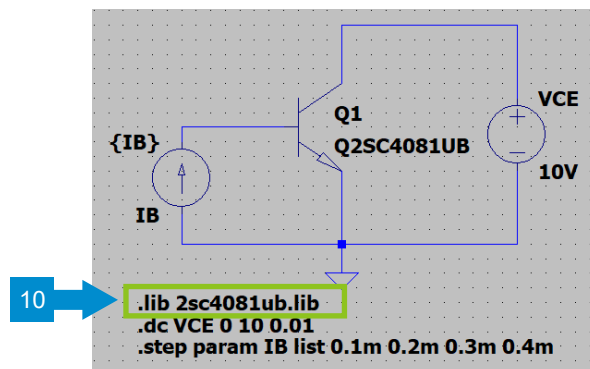 VCE
Q1
{IB}
Q2SC4081UB
10V
IB
10
.lib 2sc4081ub.lib
.dc VCE 0 10 0.01
.step param IB list 0.1m 0.2m 0.3m 0.4m